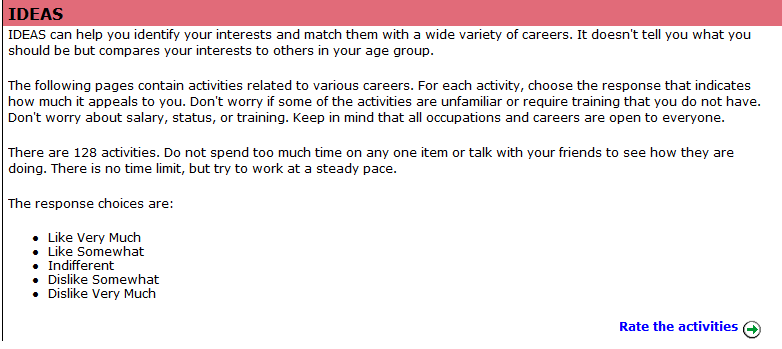 IDEAS
IDEAS can help you identify your interests and match them with a wide variety of careers. It doesn't tell you what you
should be but compares your interests to others in your age group.
The following pages contain activities related to various careers. For each activity, choose the response that indicates
how much it appeals to you. Don't worry if some of the activities are unfamiliar or require training that you do not have.
Don't worry about salary, status, or training. Keep in mind that all occupations and careers are open to everyone.
There are 128 activities. Do not spend too much time on any one item or talk with your friends to see how they are
doing. There is no time limit, but try to work at a steady pace.
The response choices are:
• Like Very Much
• Like Somewhat
• Indifferent
• Dislike Somewhat
• Dislike Very Much
Rate the activities